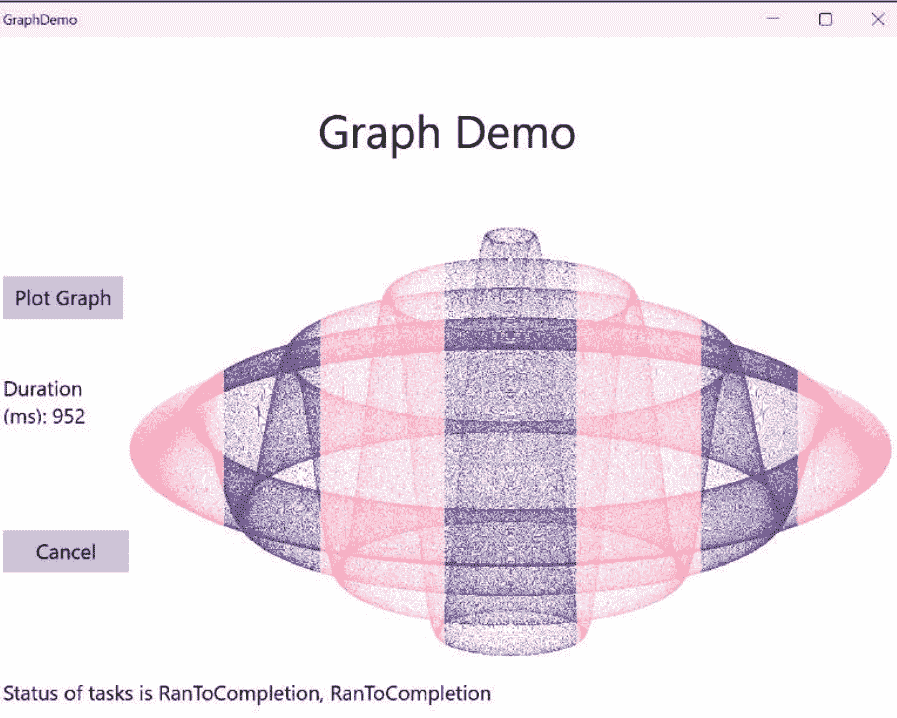 GraphDemo
Graph Demo
Plot Graph
Duration
(ms): 952
Cancel
Status of tasks is RanToCompletion, RanToCompletion